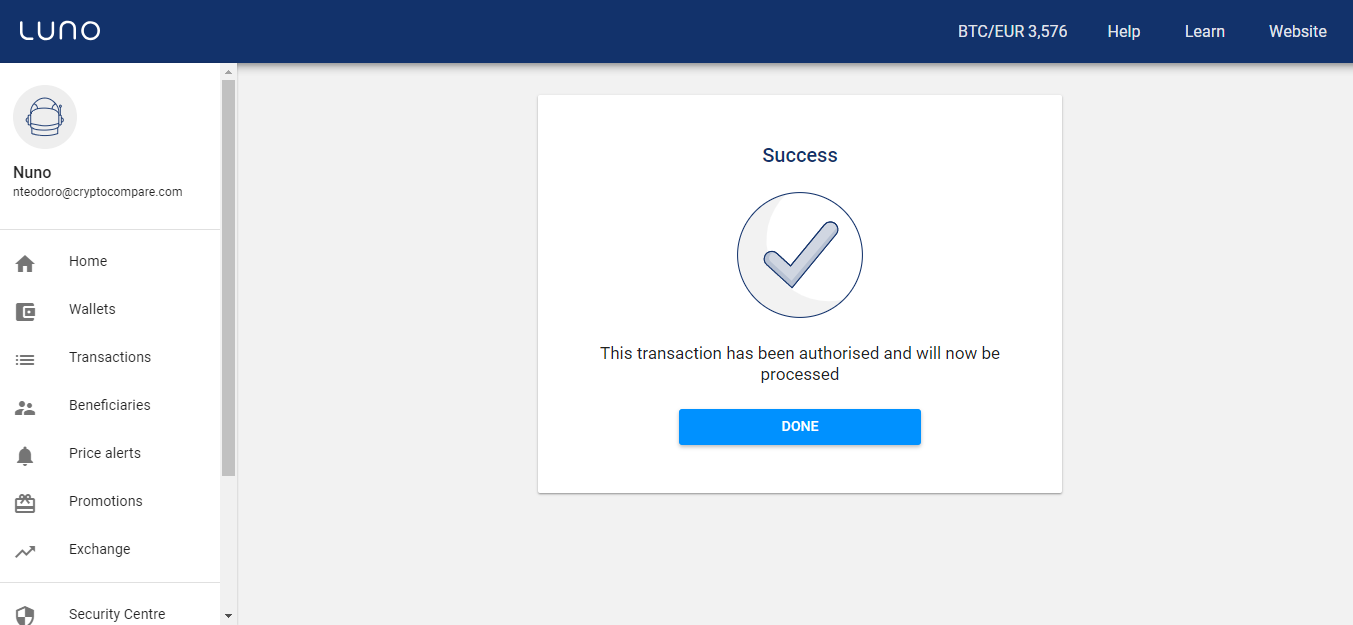 LUNO
BTC/EUR 3,576
Help
Learn
Website
Nuno
nteodoro@cryptocompare.com
Home
Wallets
Transactions
Beneficiaries
Price alerts
Promotions
Exchange
Security Centre
Success
This transaction has been authorised and will now be
processed
DONE